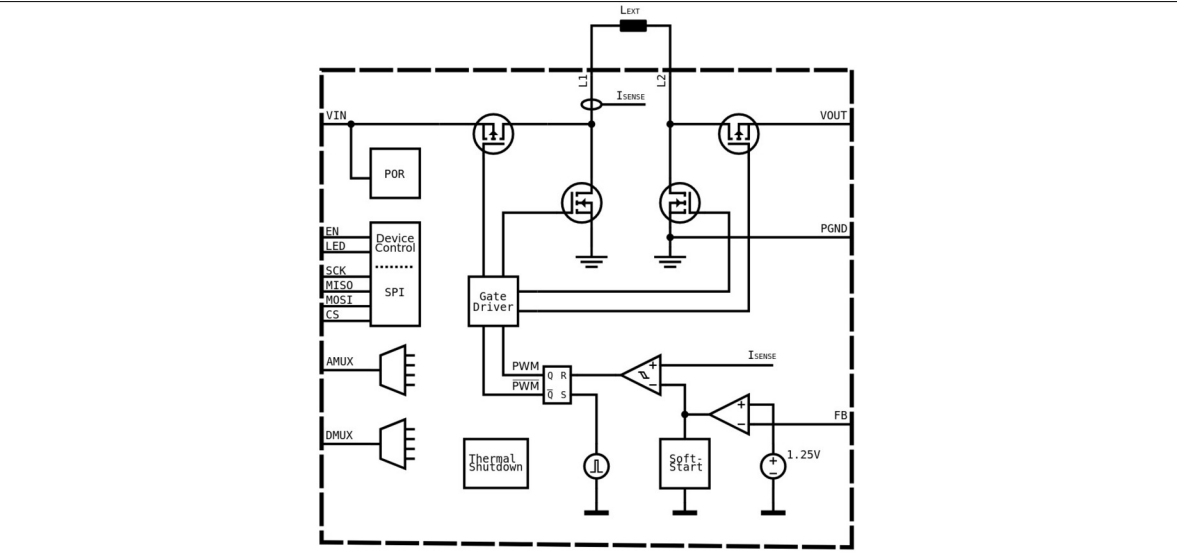 LEXT
L1
L2
ISENSE
VIN
VOUT
POR
EN
LED
Device
Control
PGND
SCK
MISO
MOSI
CS
SPI
Gate
Driver
AMUX
PWM
PWM
Q R
Q S
ISENSE
+
−
+
−
FB
DMUX
Thermal
Shutdown
Soft-
Start
+
−
1.25V